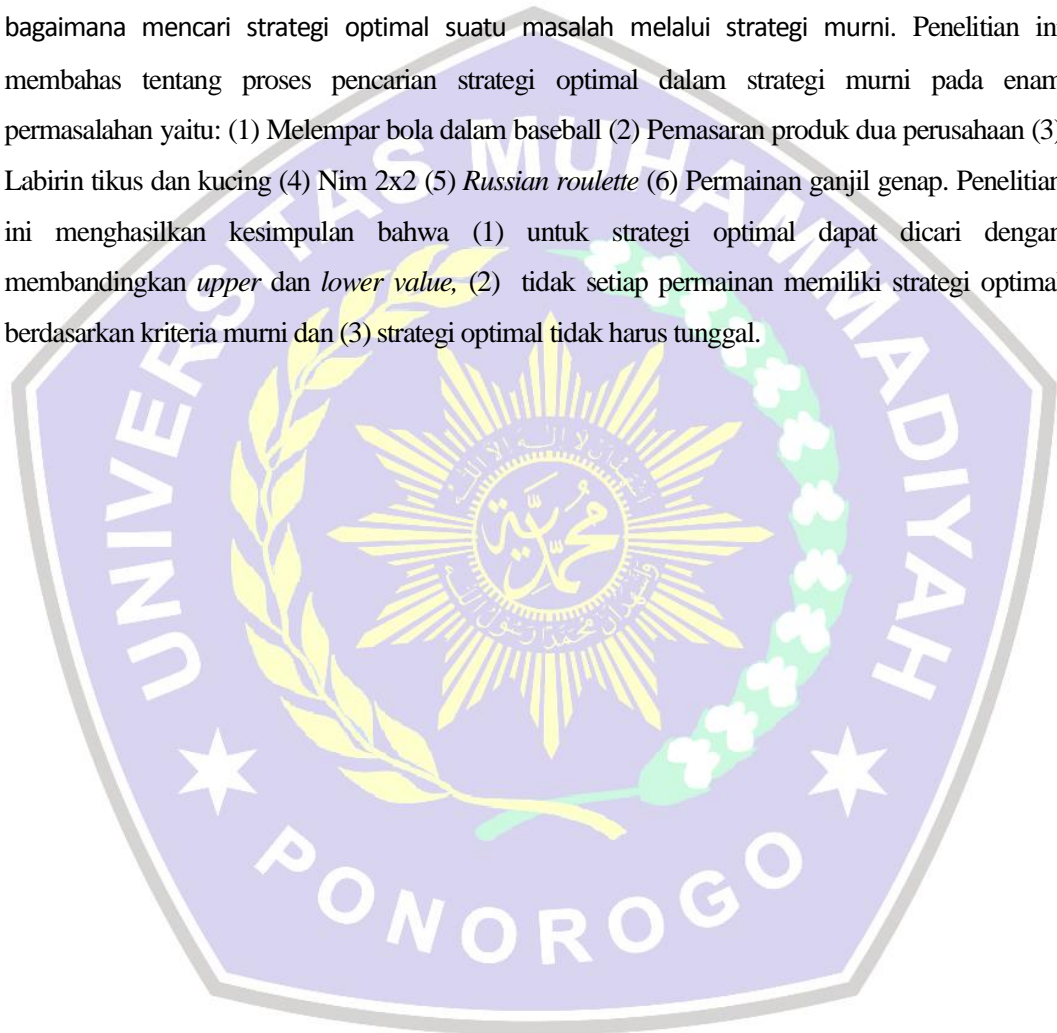 bagaimana mencari strategi optimal suatu masalah melalui strategi murni. Penelitian ini
membahas tentang proses pencarian strategi optimal dalam strategi murni pada enam
permasalahan yaitu: (1) Melempar bola dalam baseball (2) Pemasaran produk dua perusahaan (3)
Labirin tikus dan kucing (4) Nim 2x2 (5) Russian roulette (6) Permainan ganjil genap. Penelitian
ini menghasilkan kesimpulan bahwa (1) untuk strategi optimal dapat dicari dengan
membandingkan upper dan lower value, (2) tidak setiap permainan memiliki strategi optimal
berdasarkan kriteria murni dan (3) strategi optimal tidak harus tunggal.
UNIVERSITAS MUHAMMADIYAH
PONOROGO
محمدية